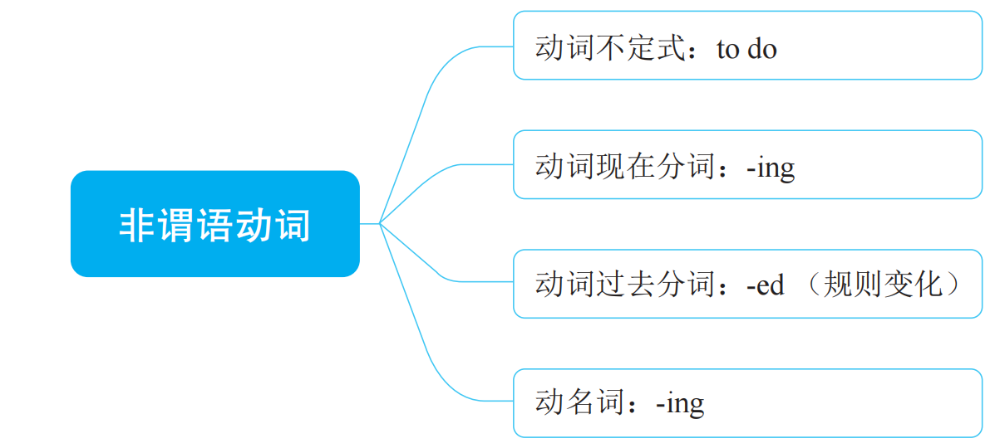 非谓语动词
动词不定式：to do
动词现在分词：-ing
动词过去分词：-ed （规则变化）
动名词：-ing